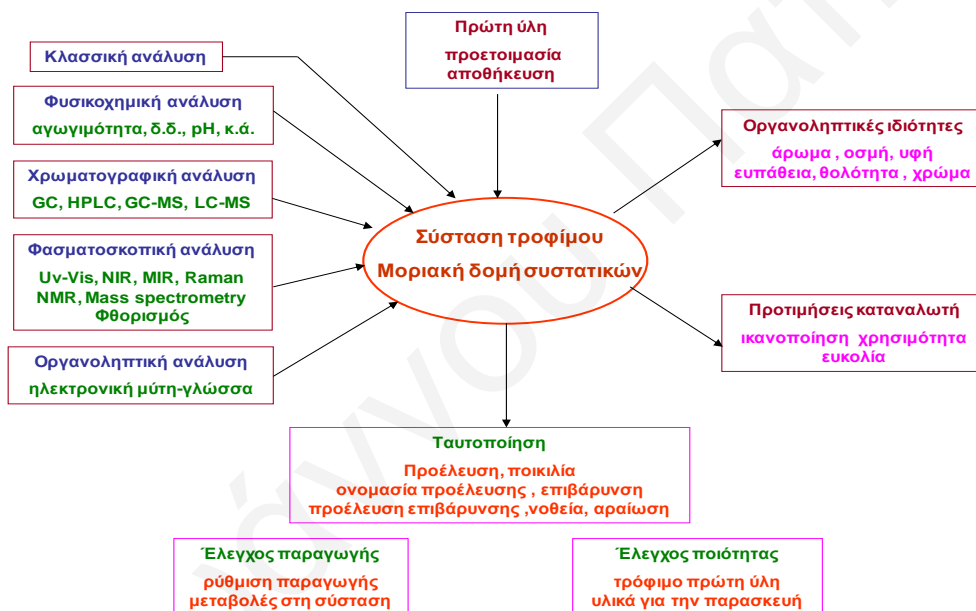 Πρώτη ύλη
προετοιμασία
αποθήκευση
Κλασσική ανάλυση
Φυσικοχημική ανάλυση
αγωγιμότητα, δ.δ., pH, κ.ά.
Χρωματογραφική ανάλυση
GC, HPLC, GC-MS, LC-MS
Φασματοσκοπική ανάλυση
Uv-Vis, NIR, MIR, Raman
NMR, Mass spectrometry
Φθορισμός
Οργανοληπτική ανάλυση
ηλεκτρονική μύτη-γλώσσα
Σύσταση τροφίμου
Μοριακή δομή συστατικών
Οργανοληπτικές ιδιότητες
άρωμα , οσμή, υφή
ευπάθεια, θολότητα , χρώμα
Προτιμήσεις καταναλωτή
ικανοποίηση χρησιμότητα
ευκολία
Ταυτοποίηση
Προέλευση, ποικιλία
ονομασία προέλευσης , επιβάρυνση
προέλευση επιβάρυνσης ,νοθεία, αραίωση
Έλεγχος παραγωγής
ρύθμιση παραγωγής
μεταβολές στη σύσταση
Έλεγχος ποιότητας
τρόφιμο πρώτη ύλη
υλικά για την παρασκευή